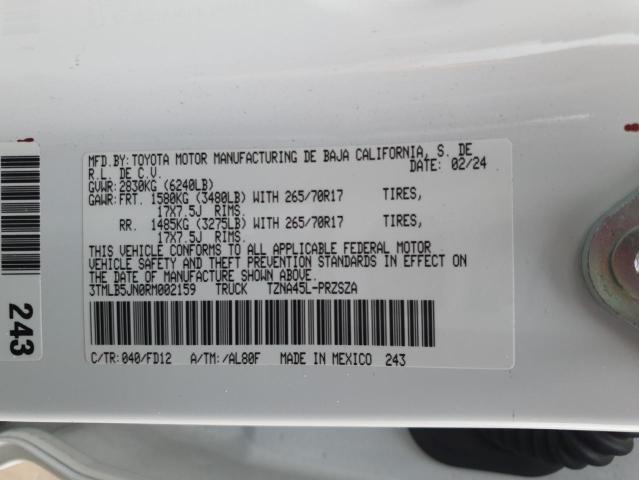 MFD.BY:TOYOTA MOTOR MANUFACTURING DE BAJA CALIFORNIA, S. DE
R.L. DE C.V. DATE: 02/24
GVWR:2830KG (6240LB)
GAWR:FRT. 1580KG (3480LB) WITH 265/70R17 TIRES,
17X7.5J RIMS.
RR. 1485KG (3275LB) WITH 265/70R17 TIRES,
17X7.5J RIMS.
THIS VEHICLE CONFORMS TO ALL APPLICABLE FEDERAL MOTOR
VEHICLE SAFETY AND THEFT PREVENTION STANDARDS IN EFFECT ON
THE DATE OF MANUFACTURE SHOWN ABOVE.
3TMLB5JN0RM002159 TRUCK TZNA45L-PRZSZA
C/TR:040/FD12 A/TM:/AL80F MADE IN MEXICO 243
243